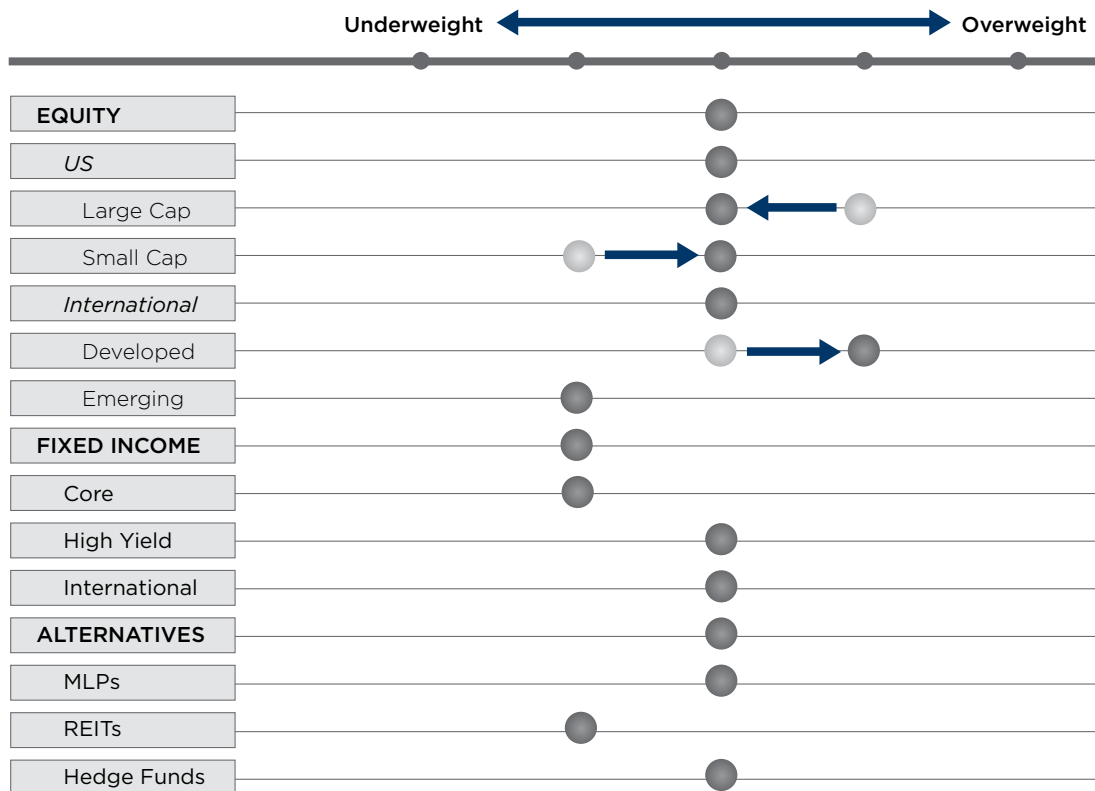 Underweight Overweight
EQUITY
US
Large Cap
Small Cap
International
Developed
Emerging
FIXED INCOME
Core
High Yield
International
ALTERNATIVES
MLPs
REITs
Hedge Funds